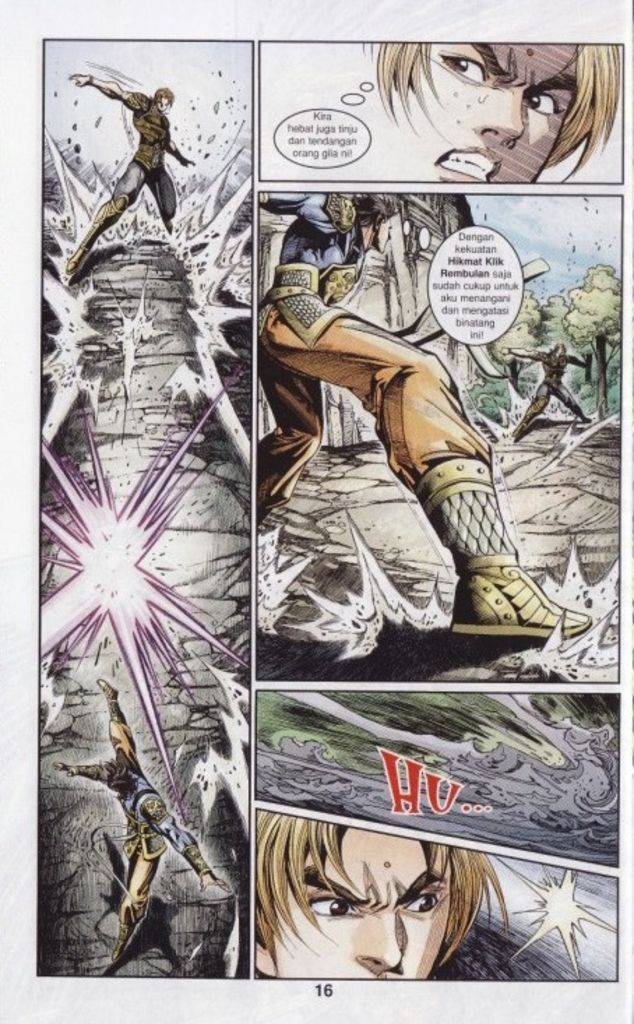 Kira
hebat juga tinju
dan tendangan
orang gila ni!
Dengan
kekuatan
Hikmat Klik
Rembulan saja
sudah cukup untuk
aku menangani
dan mengatasi
binatang
ini!
HU...
16